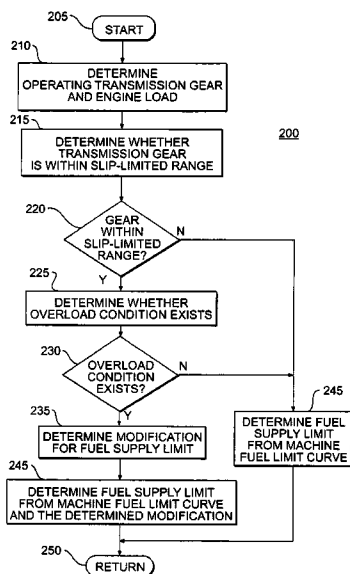 205
START
210
DETERMINE
OPERATING TRANSMISSION GEAR
AND ENGINE LOAD
215
DETERMINE WHETHER
TRANSMISSION GEAR
IS WITHIN SLIP-LIMITED RANGE
200
220
GEAR
WITHIN
SLIP-LIMITED
RANGE?
N
Y
225
DETERMINE WHETHER
OVERLOAD CONDITION EXISTS
230
OVERLOAD
CONDITION
EXISTS?
N
Y
235
DETERMINE MODIFICATION
FOR FUEL SUPPLY LIMIT
245
DETERMINE FUEL
SUPPLY LIMIT
FROM MACHINE
FUEL LIMIT CURVE
245
DETERMINE FUEL SUPPLY LIMIT
FROM MACHINE FUEL LIMIT CURVE
AND THE DETERMINED MODIFICATION
250
RETURN